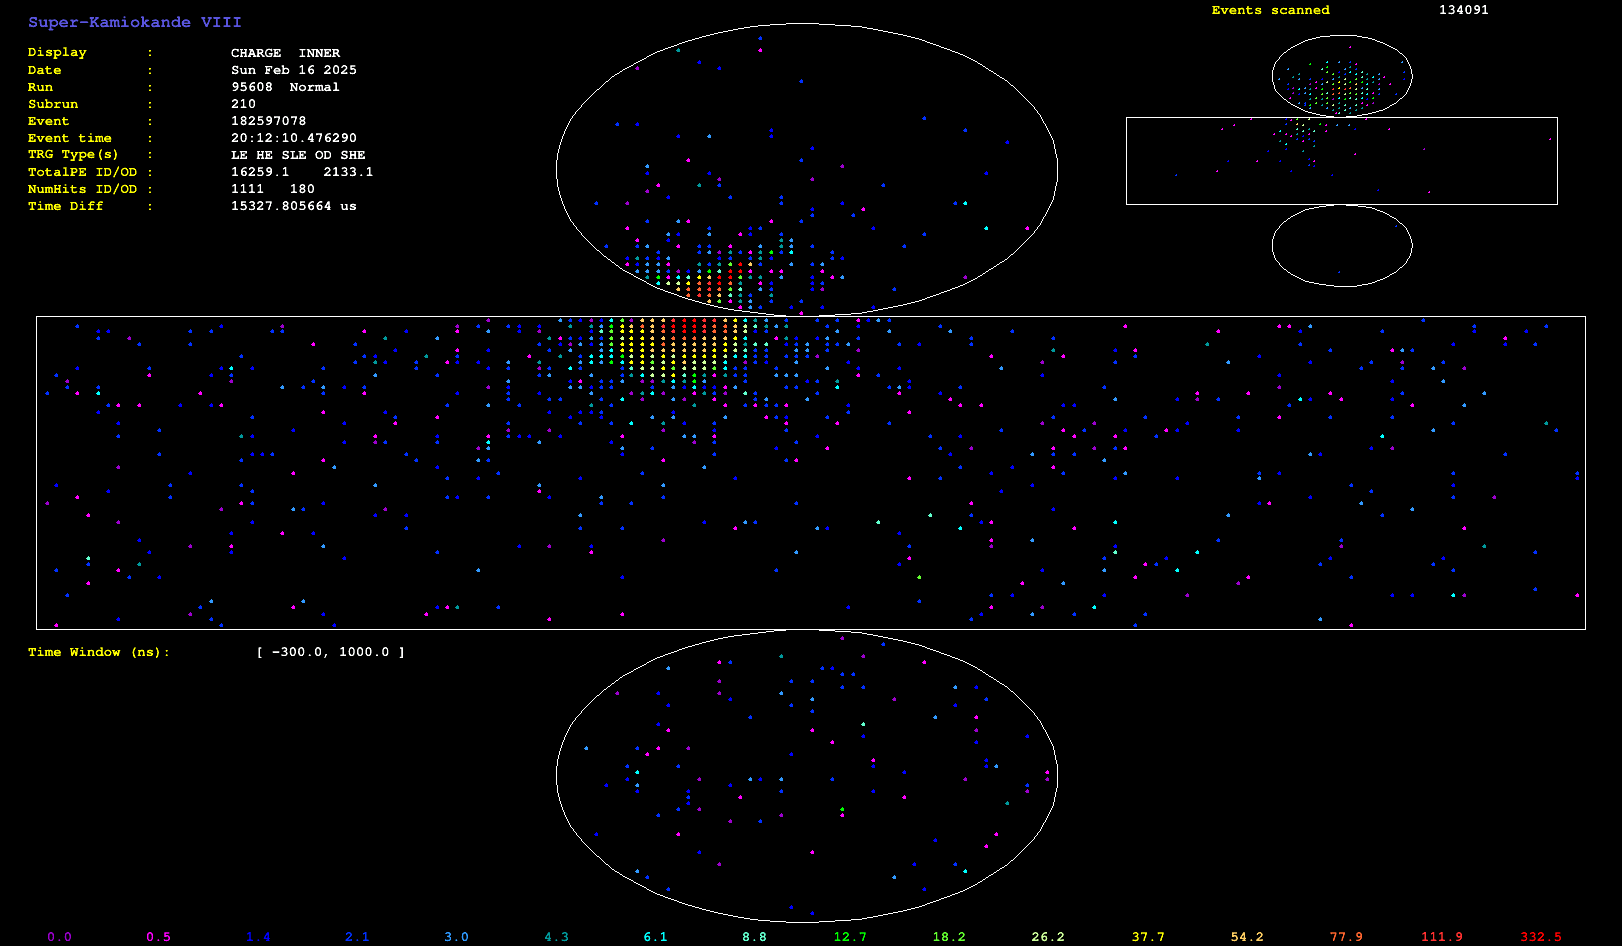 Super-Kamiokande VIII
Events scanned 134091
Display : CHARGE INNER
Date : Sun Feb 16 2025
Run : 95608 Normal
Subrun : 210
Event : 182597078
Event time : 20:12:10.476290
TRG Type(s) : LE HE SLE OD SHE
TotalPE ID/OD : 16259.1 2133.1
NumHits ID/OD : 1111 180
Time Diff : 15327.805664 us
Time Window (ns): [ -300.0, 1000.0 ]
0.0 0.5 1.4 2.1 3.0 4.3 6.1 8.8 12.7 18.2 26.2 37.7 54.2 77.9 111.9 332.5